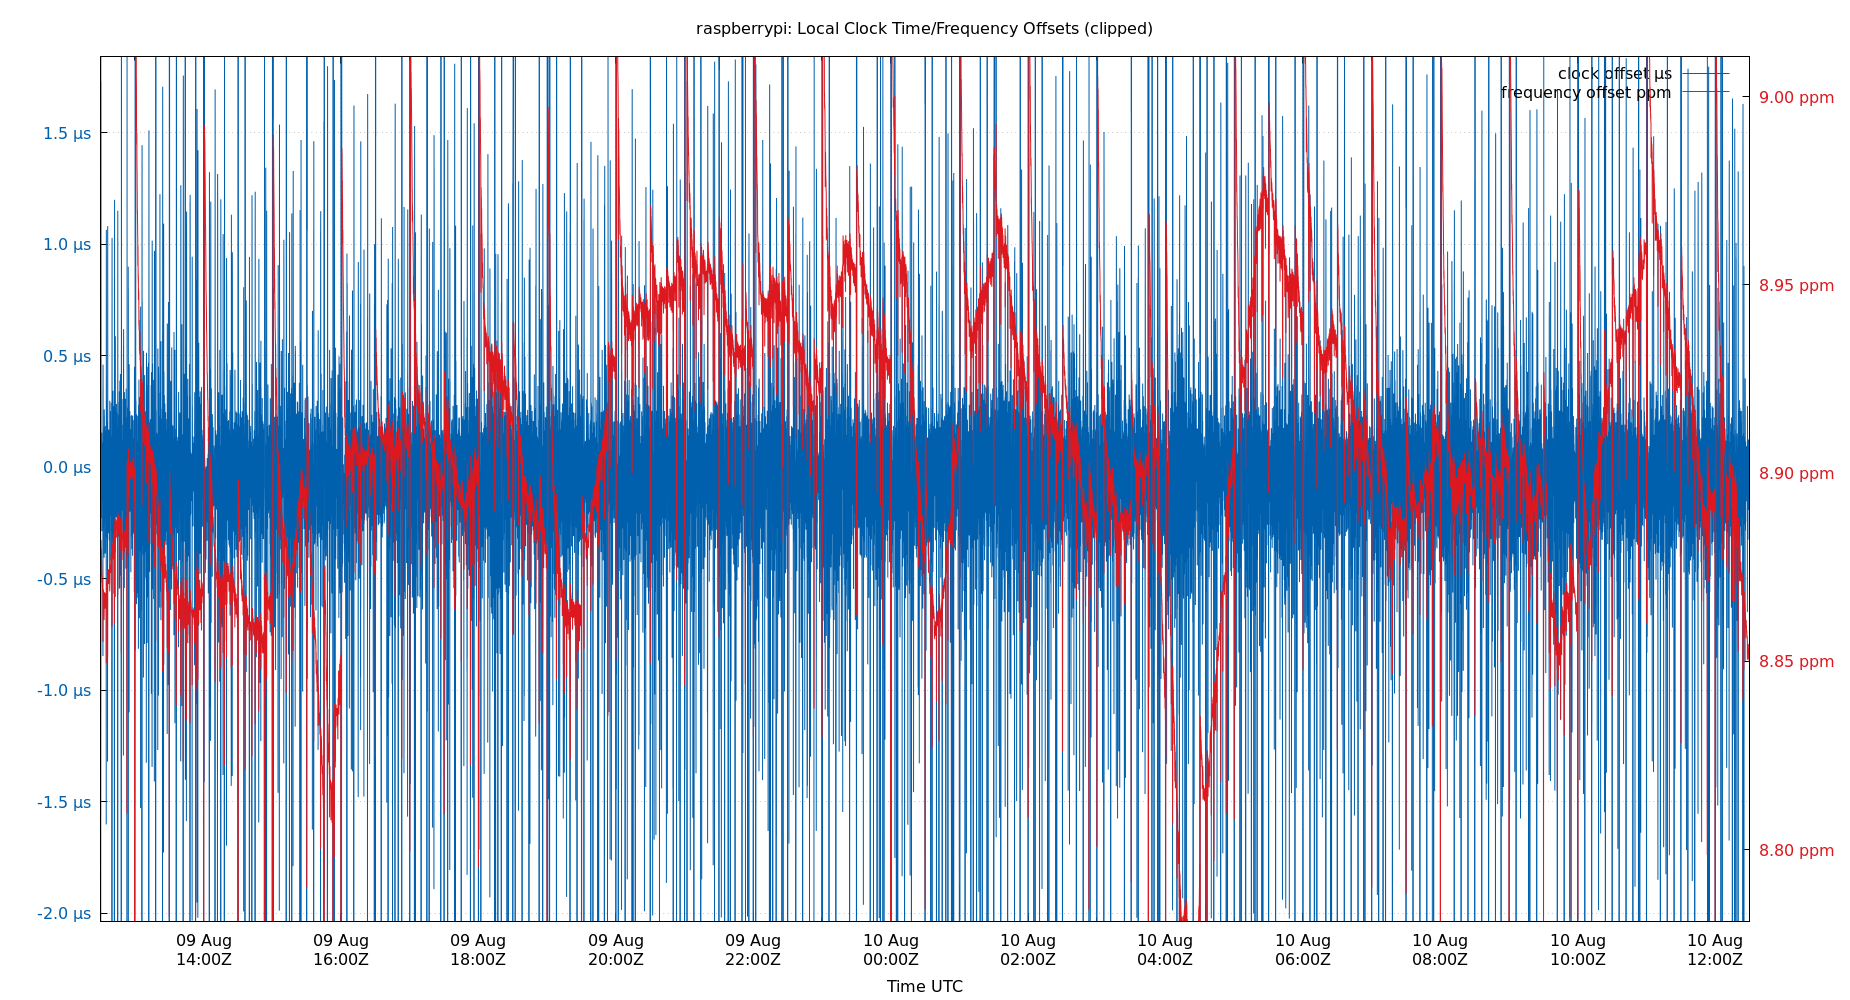 raspberrypi: Local Clock Time/Frequency Offsets (clipped)
clock offset µs
frequency offset ppm
1.5 µs
1.0 µs
0.5 µs
0.0 µs
-0.5 µs
-1.0 µs
-1.5 µs
-2.0 µs
9.00 ppm
8.95 ppm
8.90 ppm
8.85 ppm
8.80 ppm
09 Aug 09 Aug 09 Aug 09 Aug 09 Aug 10 Aug 10 Aug 10 Aug 10 Aug 10 Aug 10 Aug 10 Aug
14:00Z 16:00Z 18:00Z 20:00Z 22:00Z 00:00Z 02:00Z 04:00Z 06:00Z 08:00Z 10:00Z 12:00Z
Time UTC